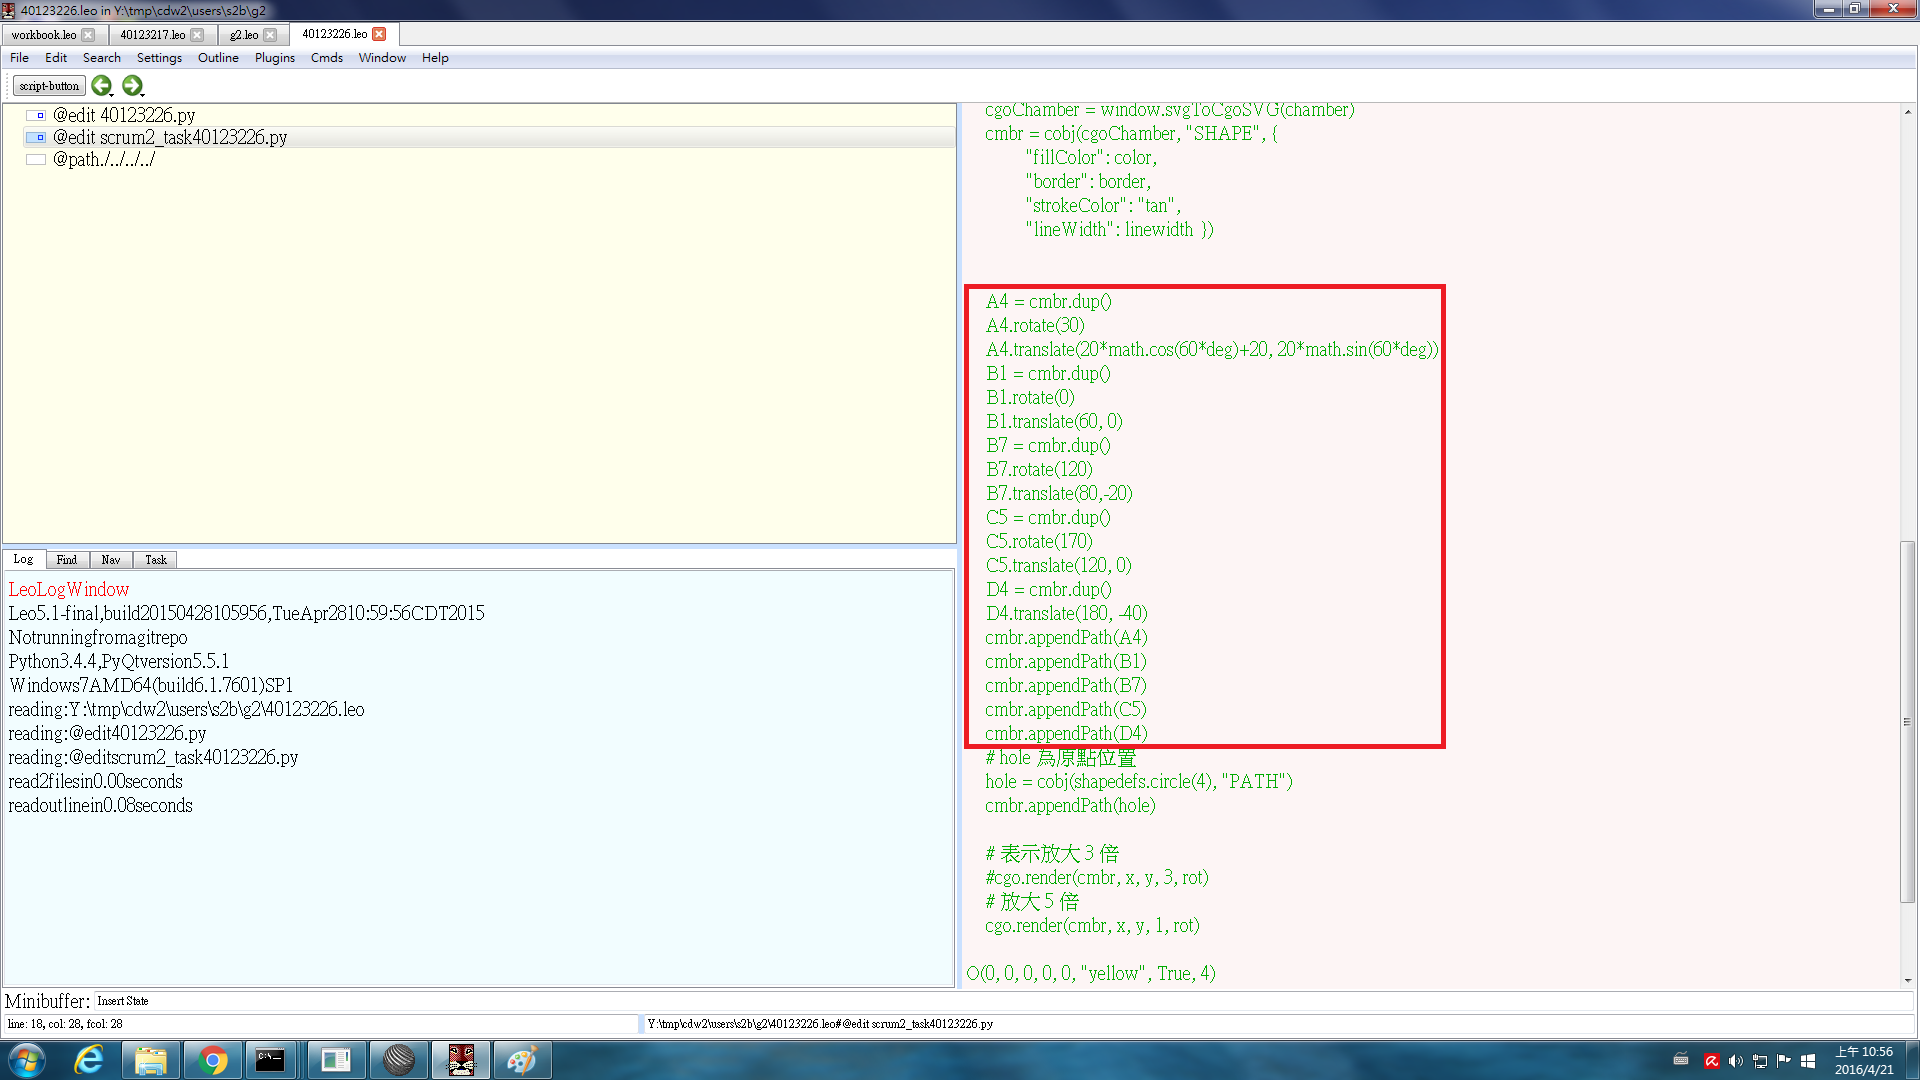 40123226.leo in Y:\tmp\cdw2\users\s2b\g2
workbook.leo
40123217.leo
g2.leo
40123226.leo
File Edit Search Settings Outline Plugins Cmds Window Help
script-button
@edit 40123226.py
@edit scrum2_task40123226.py
@path./../../../
Log Find Nav Task
LeoLogWindow
Leo5.1-final,build20150428105956,TueApr2810:59:56CDT2015
Notrunningfromagitrepo
Python3.4.4,PyQtversion5.5.1
Windows7AMD64(build6.1.7601)SP1
reading:Y:\tmp\cdw2\users\s2b\g2\40123226.leo
reading:@edit40123226.py
reading:@editscrum2_task40123226.py
read2filesin0.00seconds
readoutlinein0.08seconds
cgoChamber = window.svgToCgoSVG(chamber)
cmbr = cobj(cgoChamber, "SHAPE", {
"fillColor": color,
"border": border,
"strokeColor": "tan",
"lineWidth": linewidth })
A4 = cmbr.dup()
A4.rotate(30)
A4.translate(20*math.cos(60*deg)+20, 20*math.sin(60*deg))
B1 = cmbr.dup()
B1.rotate(0)
B1.translate(60, 0)
B7 = cmbr.dup()
B7.rotate(120)
B7.translate(80,-20)
C5 = cmbr.dup()
C5.rotate(170)
C5.translate(120, 0)
D4 = cmbr.dup()
D4.translate(180, -40)
cmbr.appendPath(A4)
cmbr.appendPath(B1)
cmbr.appendPath(B7)
cmbr.appendPath(C5)
cmbr.appendPath(D4)
# hole 為原點位置
hole = cobj(shapedefs.circle(4), "PATH")
cmbr.appendPath(hole)
# 表示放大 3 倍
#cgo.render(cmbr, x, y, 3, rot)
# 放大 5 倍
cgo.render(cmbr, x, y, 1, rot)
O(0, 0, 0, 0, 0, "yellow", True, 4)
Minibuffer: Insert State
line: 18, col: 28, fcol: 28
Y:\tmp\cdw2\users\s2b\g2\40123226.leo#@edit scrum2_task40123226.py
上午 10:56
2016/4/21